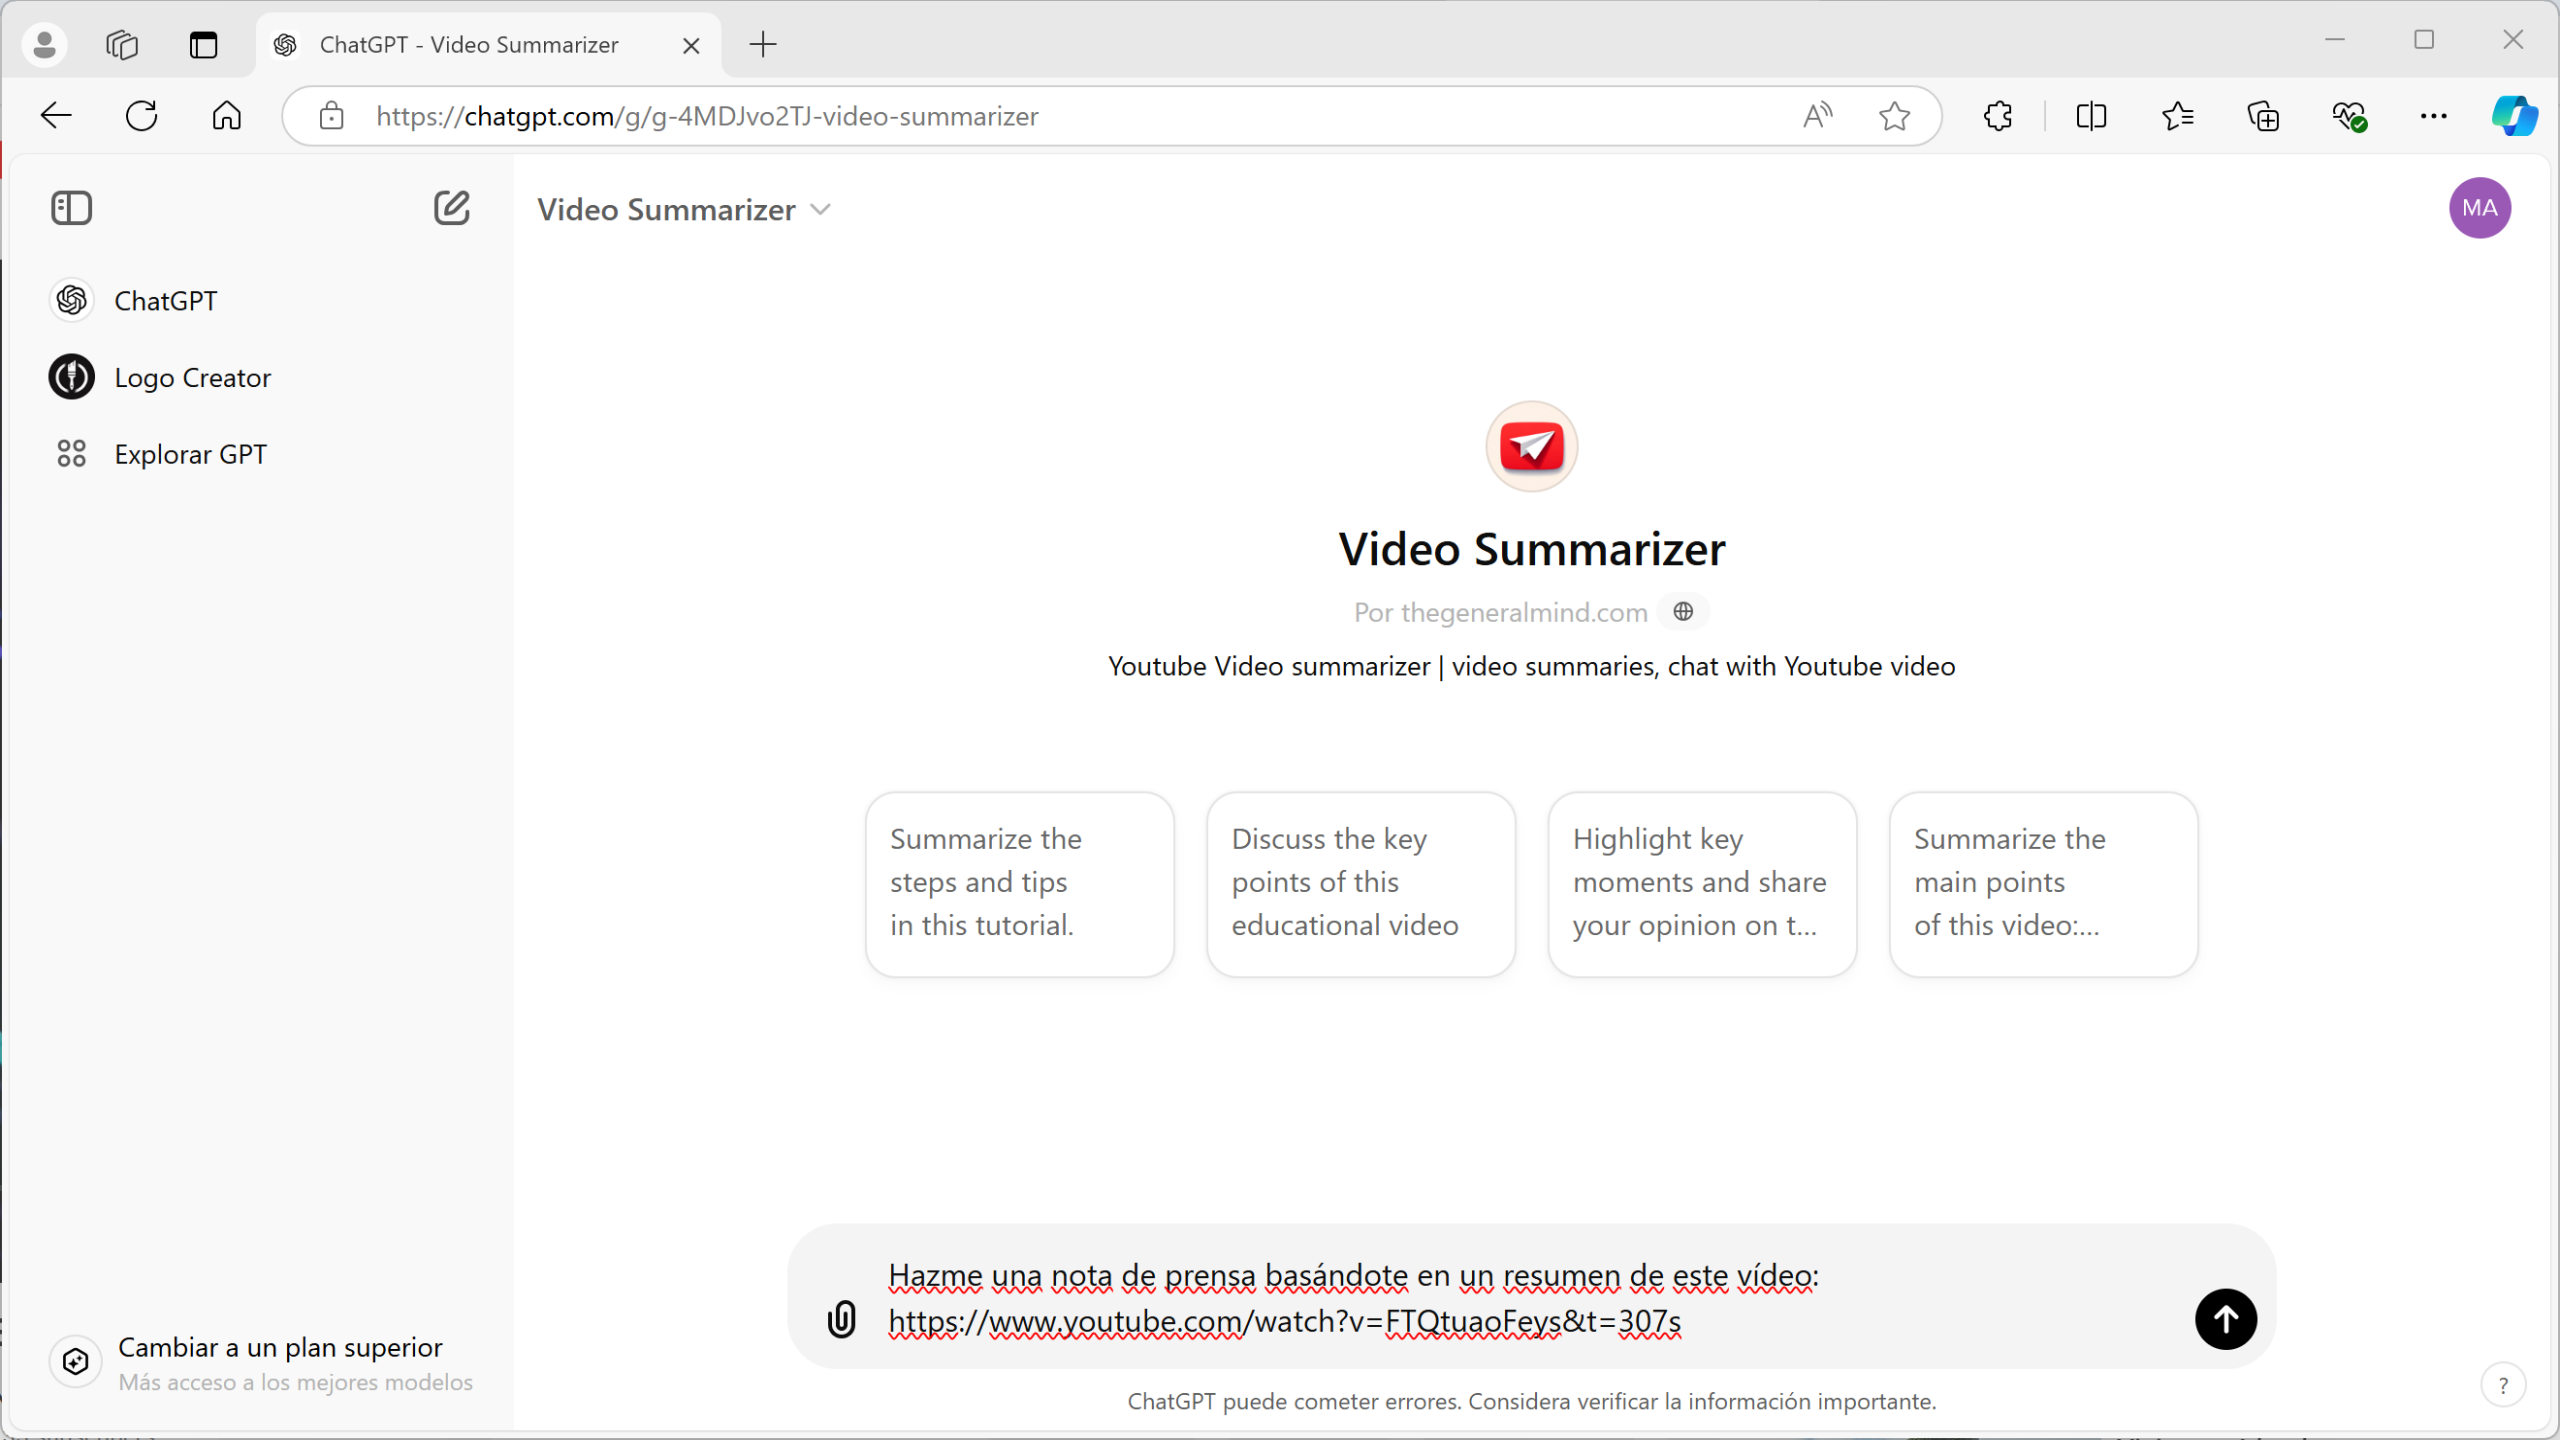 ChatGPT - Video Summarizer
https://chatgpt.com/g/g-4MDJvo2TJ-video-summarizer
Video Summarizer
MA
ChatGPT
Logo Creator
Explorar GPT
Video Summarizer
Por thegeneralmind.com
Youtube Video summarizer | video summaries, chat with Youtube video
Summarize the
steps and tips
in this tutorial.
Discuss the key
points of this
educational video
Highlight key
moments and share
your opinion on t...
Summarize the
main points
of this video:...
Hazme una nota de prensa basándote en un resumen de este vídeo:
https://www.youtube.com/watch?v=FTQtuaoFeys&t=307s
Cambiar a un plan superior
Más acceso a los mejores modelos
ChatGPT puede cometer errores. Considera verificar la información importante.
?